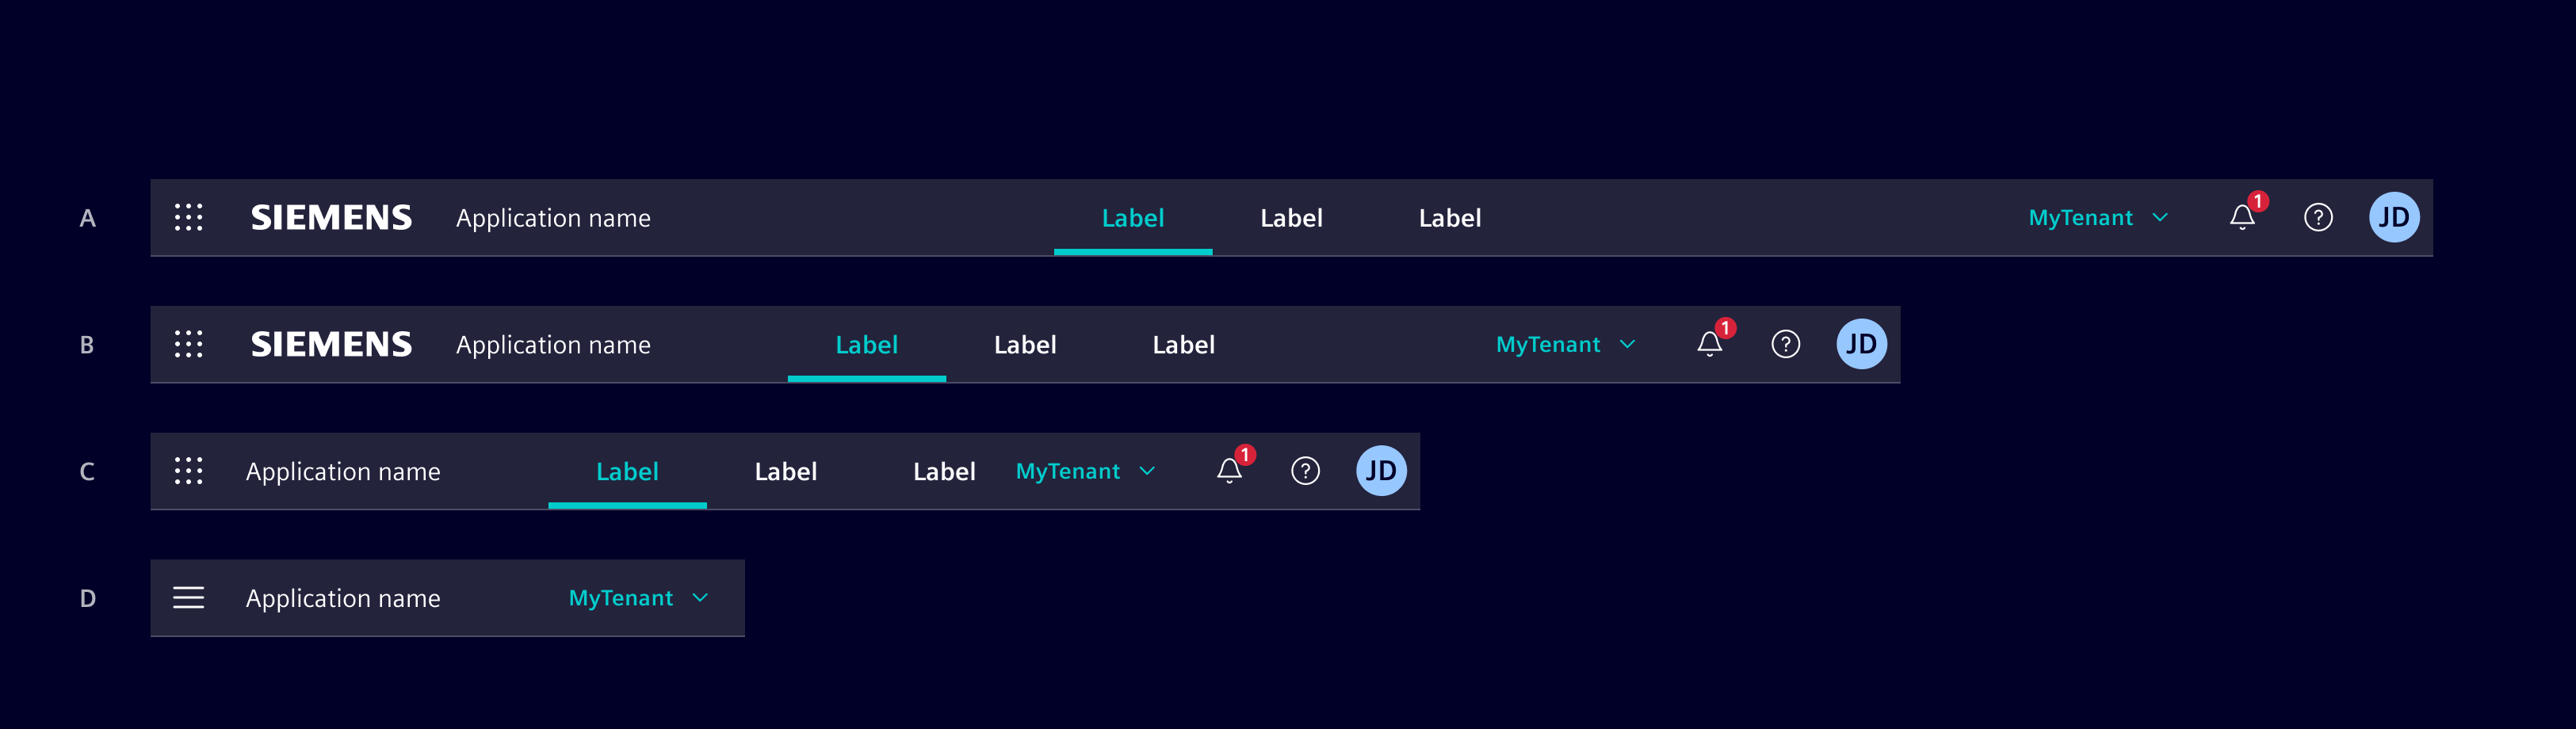 A SIEMENS Application name Label Label Label MyTenant 1 ? JD
B SIEMENS Application name Label Label Label MyTenant 1 ? JD
C Application name Label Label Label MyTenant 1 ? JD
D Application name MyTenant